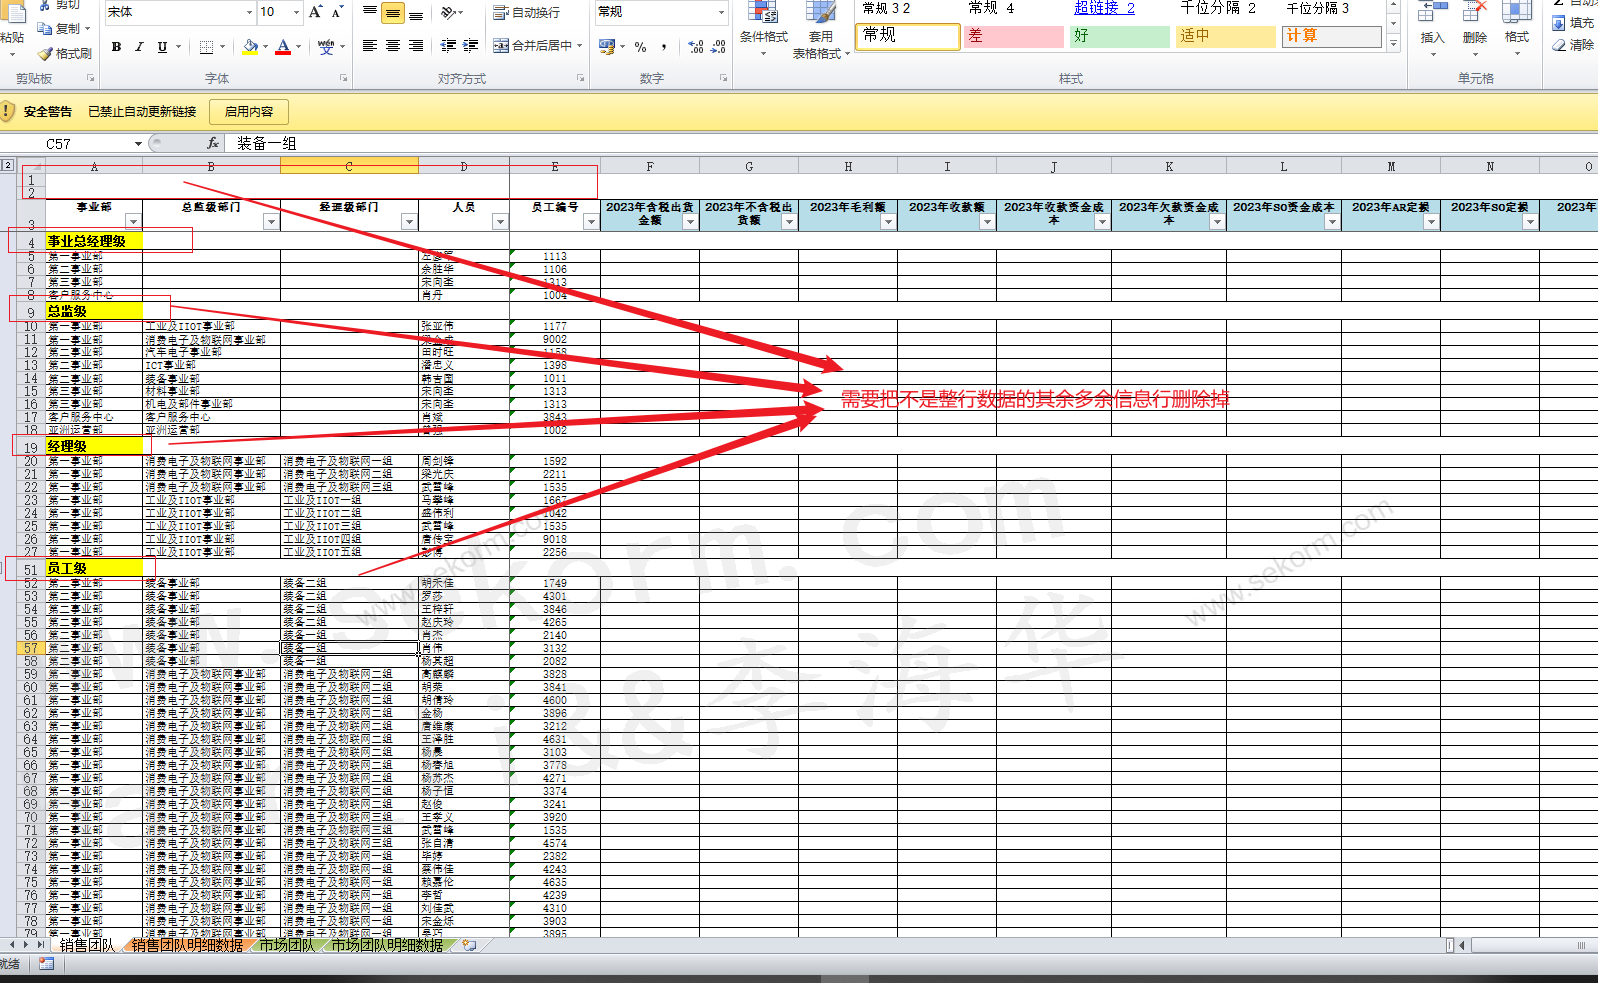 剪切
宋体 10 自动换行 常规 常规 3 2 常规 4 超链接 2 千位分隔 2 千位分隔 3
粘贴 复制 条件格式 套用 常规 差 好 适中 计算 插入 删除 格式 填充
格式刷 B I U 合并后居中 表格格式 清除
剪贴板 字体 对齐方式 数字 样式 单元格
安全警告 已禁止自动更新链接 启用内容
C57 fx 装备一组
2 A B C D E F G H I J K L M N O
1
2
3 事业部 总监级部门 经理级部门 人员 员工编号 2023年含税出货金额 2023年不含税出货额 2023年毛利额 2023年收款额 2023年收款资金成本 2023年欠款资金成本 2023年SO资金成本 2023年AR定损 2023年SO定损 2023年
4 事业总经理级
5 第一事业部 1113
6 第二事业部 余胜华 1106
7 第三事业部 宋向奎 1313
8 客户服务中心 肖丹 1004
9 总监级
10 第一事业部 工业及IIOT事业部 张亚伟 1177
11 第一事业部 消费电子及物联网事业部 9002
12 第二事业部 汽车电子事业部 田时旺 1158
13 第二事业部 ICT事业部 潘忠义 1398
14 第二事业部 装备事业部 韩吉国 1011
15 第三事业部 材料事业部 宋向奎 1313
16 第三事业部 机电及部件事业部 宋向奎 1313
17 客户服务中心 客户服务中心 肖斌 3843
18 亚洲运营部 亚洲运营部 1002
19 经理级
20 第一事业部 消费电子及物联网事业部 消费电子及物联网一组 周剑锋 1592
21 第一事业部 消费电子及物联网事业部 消费电子及物联网二组 梁光庆 2211
22 第一事业部 消费电子及物联网事业部 消费电子及物联网三组 武雪峰 1535
23 第一事业部 工业及IIOT事业部 工业及IIOT一组 马攀峰 1667
24 第一事业部 工业及IIOT事业部 工业及IIOT二组 盛伟利 1042
25 第一事业部 工业及IIOT事业部 工业及IIOT三组 武雪峰 1535
26 第一事业部 工业及IIOT事业部 工业及IIOT四组 唐传宝 9018
27 第一事业部 工业及IIOT事业部 工业及IIOT五组 彭博 2256
51 员工级
52 第二事业部 装备事业部 装备二组 胡禾佳 1749
53 第二事业部 装备事业部 装备二组 罗莎 4301
54 第二事业部 装备事业部 装备二组 王梓轩 3846
55 第二事业部 装备事业部 装备二组 赵庆玲 4265
56 第二事业部 装备事业部 装备一组 肖杰 2140
57 第二事业部 装备事业部 装备一组 肖伟 3132
58 第二事业部 装备事业部 装备一组 杨其超 2082
59 第一事业部 消费电子及物联网事业部 消费电子及物联网二组 高麒麟 3828
60 第一事业部 消费电子及物联网事业部 消费电子及物联网二组 胡荣 3841
61 第一事业部 消费电子及物联网事业部 消费电子及物联网二组 胡倩玲 4600
62 第一事业部 消费电子及物联网事业部 消费电子及物联网二组 金杨 3896
63 第一事业部 消费电子及物联网事业部 消费电子及物联网二组 唐维康 3212
64 第一事业部 消费电子及物联网事业部 消费电子及物联网二组 王泽胜 4631
65 第一事业部 消费电子及物联网事业部 消费电子及物联网二组 杨晨 3103
66 第一事业部 消费电子及物联网事业部 消费电子及物联网二组 杨春旭 3778
67 第一事业部 消费电子及物联网事业部 消费电子及物联网二组 杨苏杰 4271
68 第一事业部 消费电子及物联网事业部 消费电子及物联网二组 杨子恒 3374
69 第一事业部 消费电子及物联网事业部 消费电子及物联网二组 赵俊 3241
70 第一事业部 消费电子及物联网事业部 消费电子及物联网三组 王孝义 3920
71 第一事业部 消费电子及物联网事业部 消费电子及物联网三组 武雪峰 1535
72 第一事业部 消费电子及物联网事业部 消费电子及物联网三组 张自清 4574
73 第一事业部 消费电子及物联网事业部 消费电子及物联网一组 毕婷 2382
74 第一事业部 消费电子及物联网事业部 消费电子及物联网一组 蔡伟佳 4243
75 第一事业部 消费电子及物联网事业部 消费电子及物联网一组 赖嘉伦 4635
76 第一事业部 消费电子及物联网事业部 消费电子及物联网一组 李哲 4239
77 第一事业部 消费电子及物联网事业部 消费电子及物联网一组 刘佳武 4310
78 第一事业部 消费电子及物联网事业部 消费电子及物联网一组 宋金烁 3903
79 第一事业部 消费电子及物联网事业部 消费电子及物联网一组 吴巧 3895
需要把不是整行数据的其余多余信息行删除掉
www.sekorm.com
www.sekorm.com
www.sekorm.com
李海华
销售团队 销售团队明细数据 市场团队 市场团队明细数据
就绪